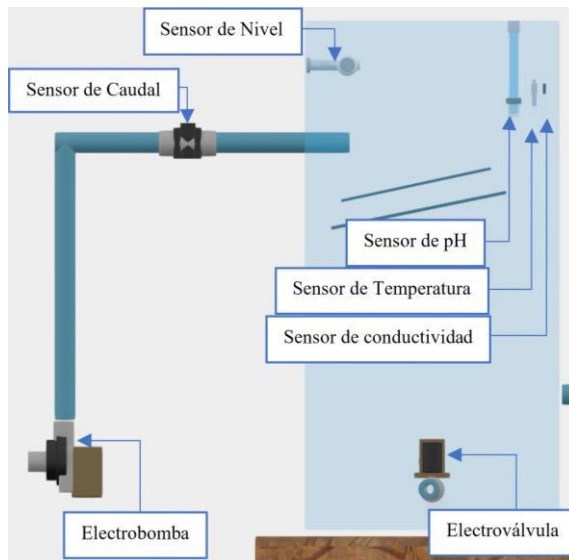 Sensor de Nivel
Sensor de Caudal
Sensor de pH
Sensor de Temperatura
Sensor de conductividad
Electrobomba
Electroválvula